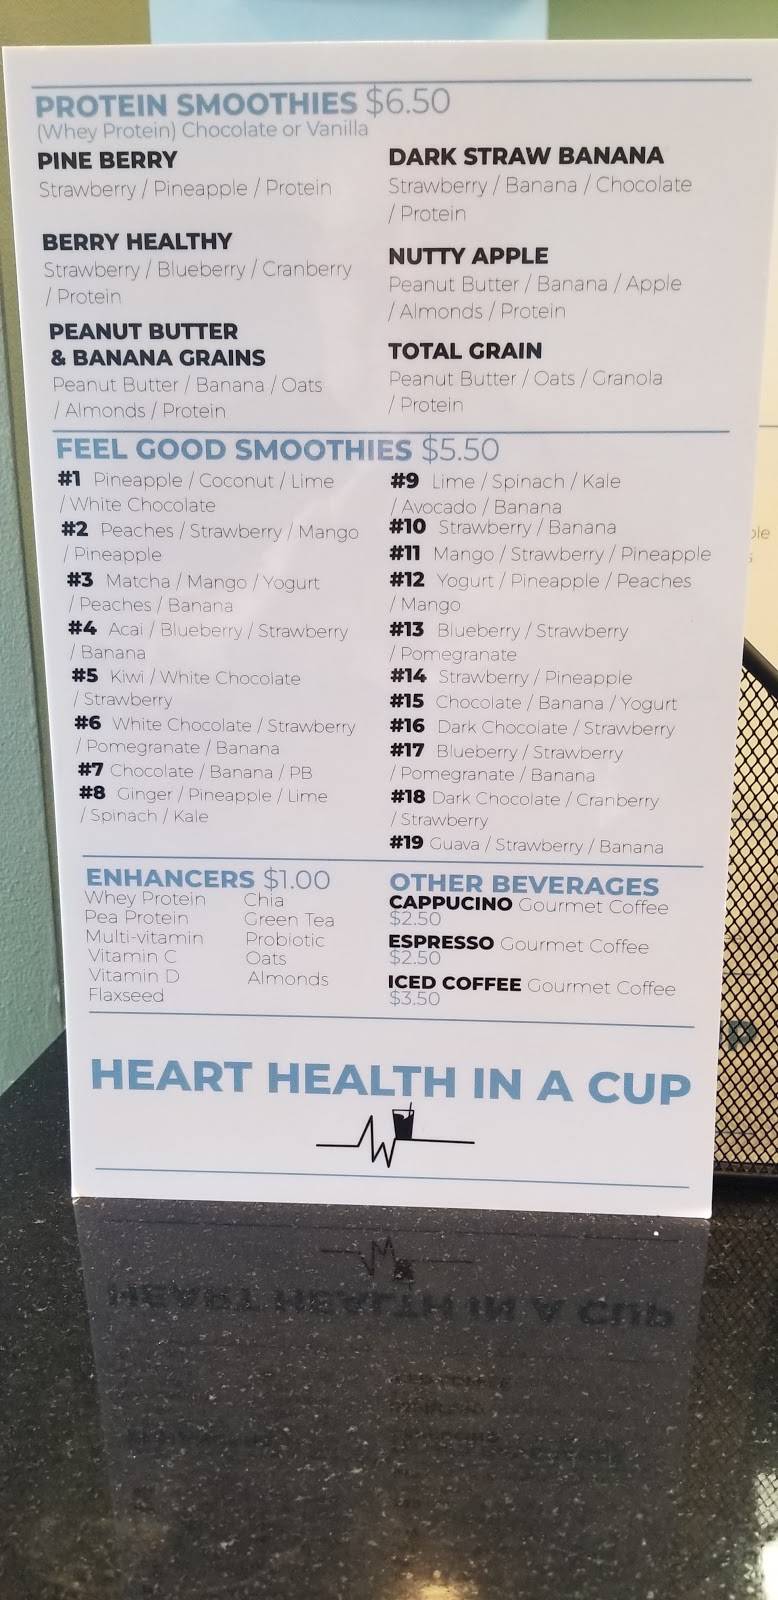 PROTEIN SMOOTHIES $6.50
(Whey Protein) Chocolate or Vanilla
PINE BERRY
Strawberry / Pineapple / Protein
BERRY HEALTHY
Strawberry / Blueberry / Cranberry
/ Protein
PEANUT BUTTER
& BANANA GRAINS
Peanut Butter / Banana / Oats
/ Almonds / Protein
DARK STRAW BANANA
Strawberry / Banana / Chocolate
/ Protein
NUTTY APPLE
Peanut Butter / Banana / Apple
/ Almonds / Protein
TOTAL GRAIN
Peanut Butter / Oats / Granola
/ Protein
FEEL GOOD SMOOTHIES $5.50
#1 Pineapple / Coconut / Lime
/ White Chocolate
#2 Peaches / Strawberry / Mango
/ Pineapple
#3 Matcha / Mango / Yogurt
/ Peaches / Banana
#4 Acai / Blueberry / Strawberry
/ Banana
#5 Kiwi / White Chocolate
/ Strawberry
#6 White Chocolate / Strawberry
/ Pomegranate / Banana
#7 Chocolate / Banana / PB
#8 Ginger / Pineapple / Lime
/ Spinach / Kale
#9 Lime / Spinach / Kale
/ Avocado / Banana
#10 Strawberry / Banana
#11 Mango / Strawberry / Pineapple
#12 Yogurt / Pineapple / Peaches
/ Mango
#13 Blueberry / Strawberry
/ Pomegranate
#14 Strawberry / Pineapple
#15 Chocolate / Banana / Yogurt
#16 Dark Chocolate / Strawberry
#17 Blueberry / Strawberry
/ Pomegranate / Banana
#18 Dark Chocolate / Cranberry
/ Strawberry
#19 Guava / Strawberry / Banana
ENHANCERS $1.00
Whey Protein
Pea Protein
Multi-vitamin
Vitamin C
Vitamin D
Flaxseed
Chia
Green Tea
Probiotic
Oats
Almonds
OTHER BEVERAGES
CAPPUCINO Gourmet Coffee
$2.50
ESPRESSO Gourmet Coffee
$2.50
ICED COFFEE Gourmet Coffee
$3.50
HEART HEALTH IN A CUP